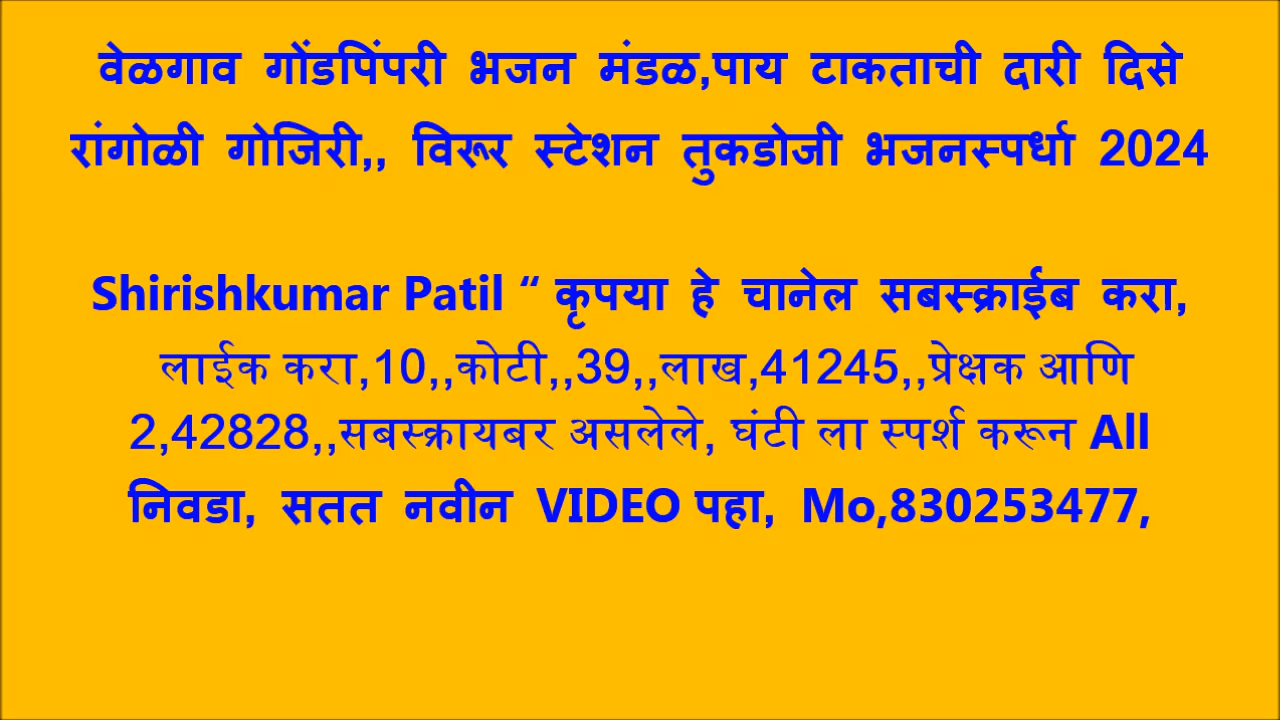 वेळगाव गोंडपिंपरी भजन मंडळ,पाय टाकताची दारी दिसे
रांगोळी गोजिरी,, विरूर स्टेशन तुकडोजी भजनस्पर्धा 2024
Shirishkumar Patil “ कृपया हे चानेल सबस्क्राईब करा,
लाईक करा,10,,कोटी,,39,,लाख,41245,,प्रेक्षक आणि
2,42828,,सबस्क्रायबर असलेले, घंटी ला स्पर्श करून All
निवडा, सतत नवीन VIDEO पहा, Mo,830253477,